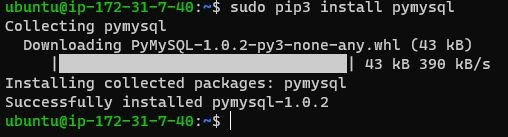 ubuntu@ip-172-31-7-40:~$ sudo pip3 install pymysql
Collecting pymysql
  Downloading PyMySQL-1.0.2-py3-none-any.whl (43 kB)
     |████████████████████████████████| 43 kB 390 kB/s
Installing collected packages: pymysql
Successfully installed pymysql-1.0.2
ubuntu@ip-172-31-7-40:~$